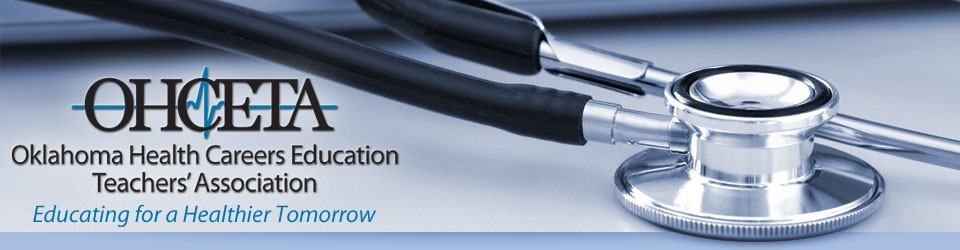 OHCETA
Oklahoma Health Careers Education
Teachers' Association
Educating for a Healthier Tomorrow